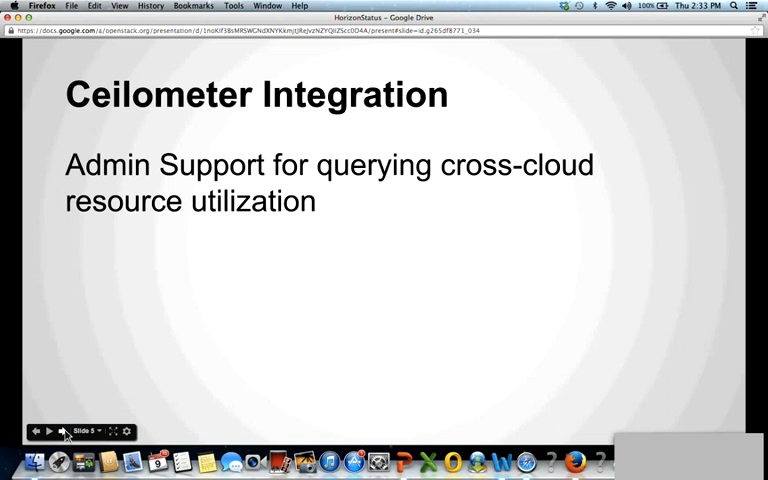 Firefox File Edit View History Bookmarks Tools Window Help 100% Thu 2:33 PM
HorizonStatus - Google Drive
Ceilometer Integration
Admin Support for querying cross-cloud
resource utilization
Slide 5
9